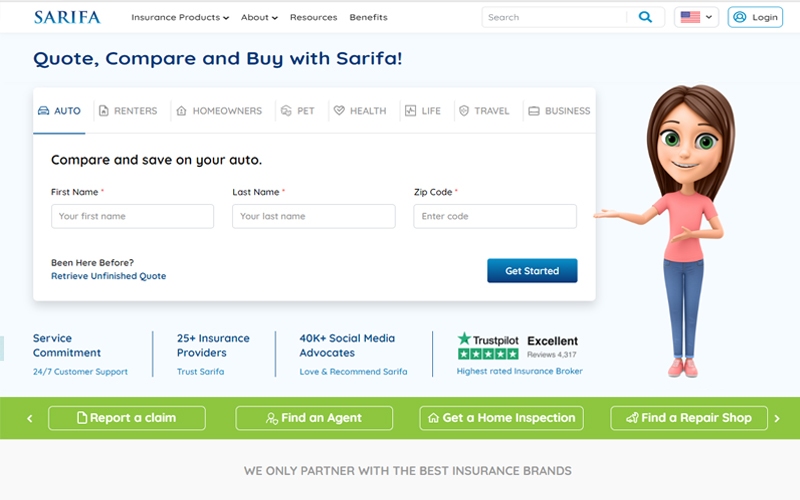 SARIFA Insurance Products About Resources Benefits Search Login
Quote, Compare and Buy with Sarifa!
AUTO RENTERS HOMEOWNERS PET HEALTH LIFE TRAVEL BUSINESS
Compare and save on your auto.
First Name * Last Name * Zip Code *
Your first name Your last name Enter code
Been Here Before?
Retrieve Unfinished Quote
Get Started
Service
Commitment
24/7 Customer Support
25+ Insurance
Providers
Trust Sarifa
40K+ Social Media
Advocates
Love & Recommend Sarifa
Trustpilot Excellent
Reviews 4,317
Highest rated Insurance Broker
Report a claim Find an Agent Get a Home Inspection Find a Repair Shop
WE ONLY PARTNER WITH THE BEST INSURANCE BRANDS